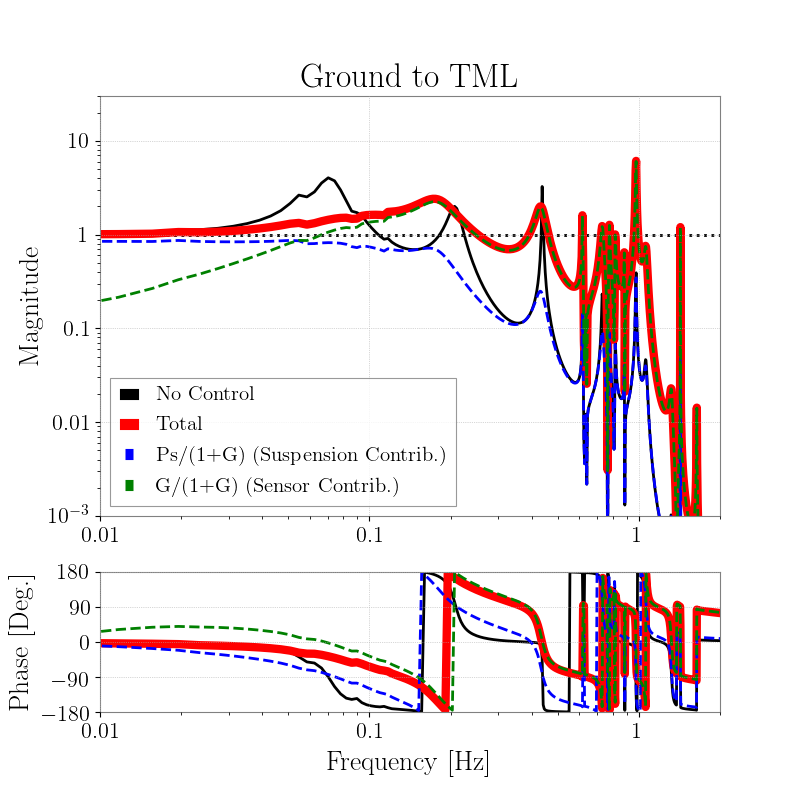 Ground to TML
Magnitude
10
1
0.1
0.01
10⁻³
No Control
Total
Ps/(1+G) (Suspension Contrib.)
G/(1+G) (Sensor Contrib.)
0.01 0.1 1
Phase [Deg.]
180
90
0
−90
−180
0.01 0.1 1
Frequency [Hz]